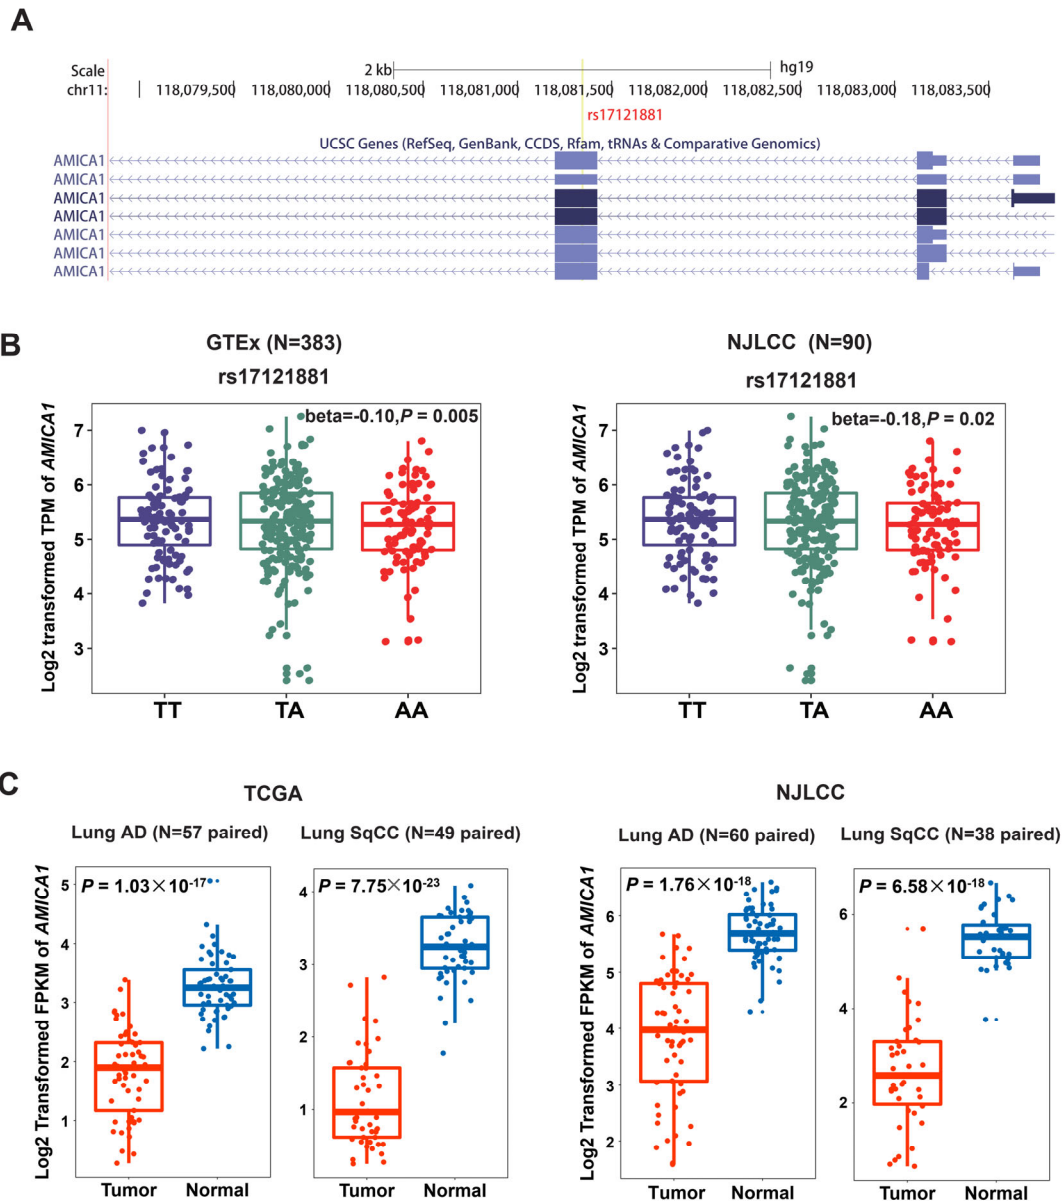 A
Scale 2 kb hg19
chr11: 118,079,500 118,080,000 118,080,500 118,081,000 118,081,500 118,082,000 118,082,500 118,083,000 118,083,500
rs17121881
UCSC Genes (RefSeq, GenBank, CCDS, Rfam, tRNAs & Comparative Genomics)
AMICA1
AMICA1
AMICA1
AMICA1
AMICA1
AMICA1
AMICA1
B
GTEx (N=383)
rs17121881
beta=-0.10,P = 0.005
Log2 transformed TPM of AMICA1
7
6
5
4
3
TT TA AA
NJLCC (N=90)
rs17121881
beta=-0.18,P = 0.02
Log2 transformed TPM of AMICA1
7
6
5
4
3
TT TA AA
C
TCGA
Lung AD (N=57 paired)
P = 1.03×10⁻¹⁷
Log2 Transformed FPKM of AMICA1
5
4
3
2
1
Tumor Normal
Lung SqCC (N=49 paired)
P = 7.75×10⁻²³
4
3
2
1
Tumor Normal
NJLCC
Lung AD (N=60 paired)
P = 1.76×10⁻¹⁸
Log2 Transformed FPKM of AMICA1
6
5
4
3
2
Tumor Normal
Lung SqCC (N=38 paired)
P = 6.58×10⁻¹⁸
6
4
2
Tumor Normal